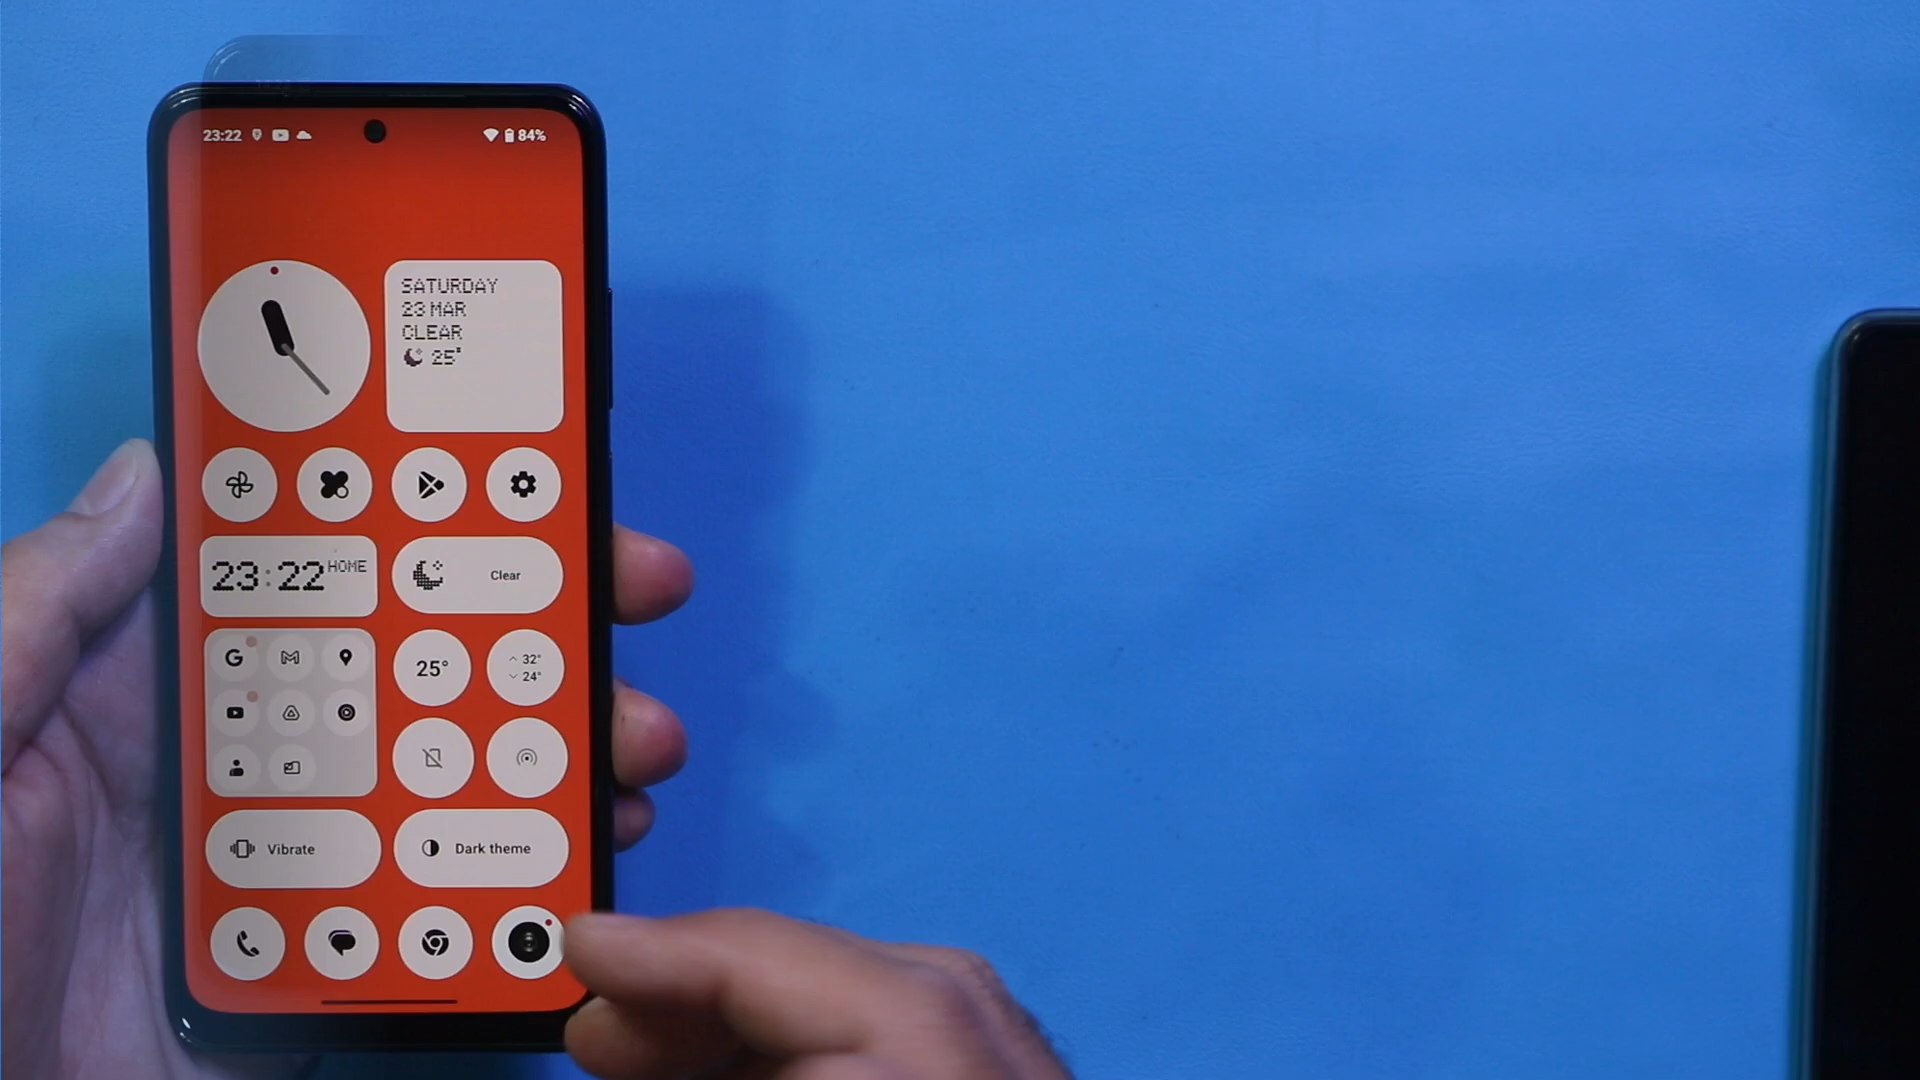 23:22
84%
SATURDAY
23 MAR
CLEAR
25°
23:22 HOME
Clear
25°
32°
24°
Vibrate
Dark theme